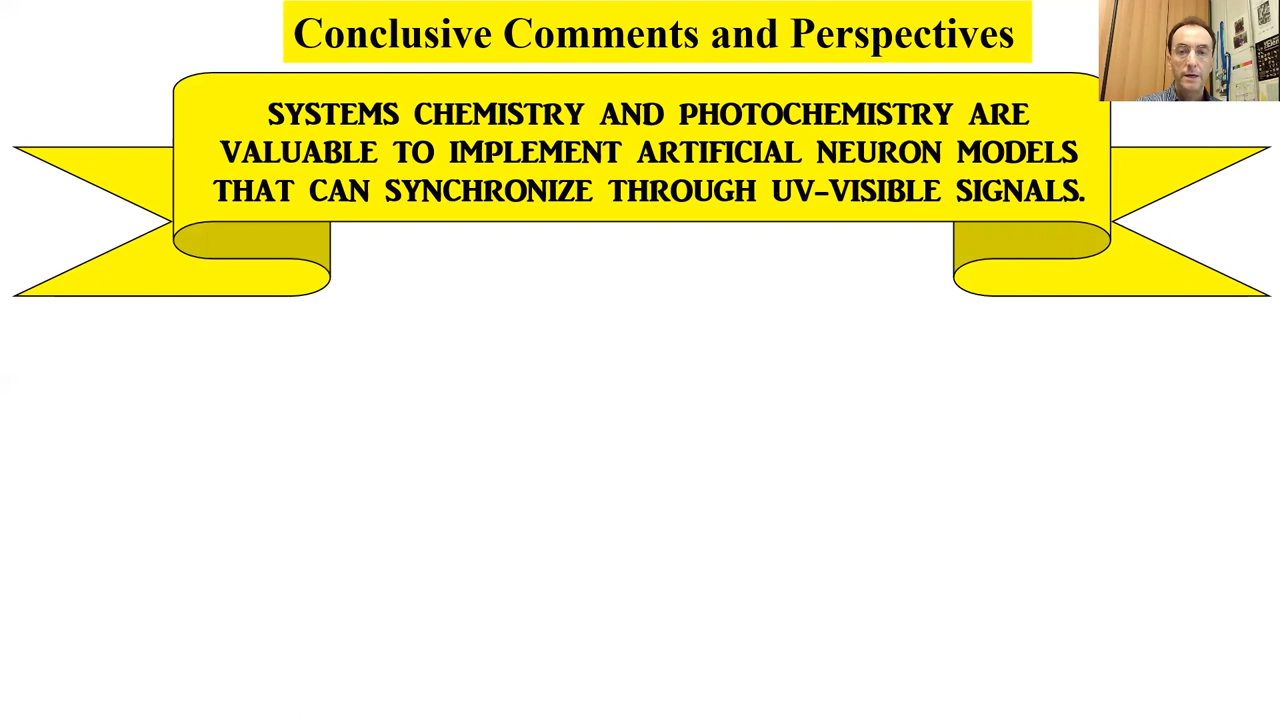 Conclusive Comments and Perspectives
SYSTEMS CHEMISTRY AND PHOTOCHEMISTRY ARE
VALUABLE TO IMPLEMENT ARTIFICIAL NEURON MODELS
THAT CAN SYNCHRONIZE THROUGH UV-VISIBLE SIGNALS.